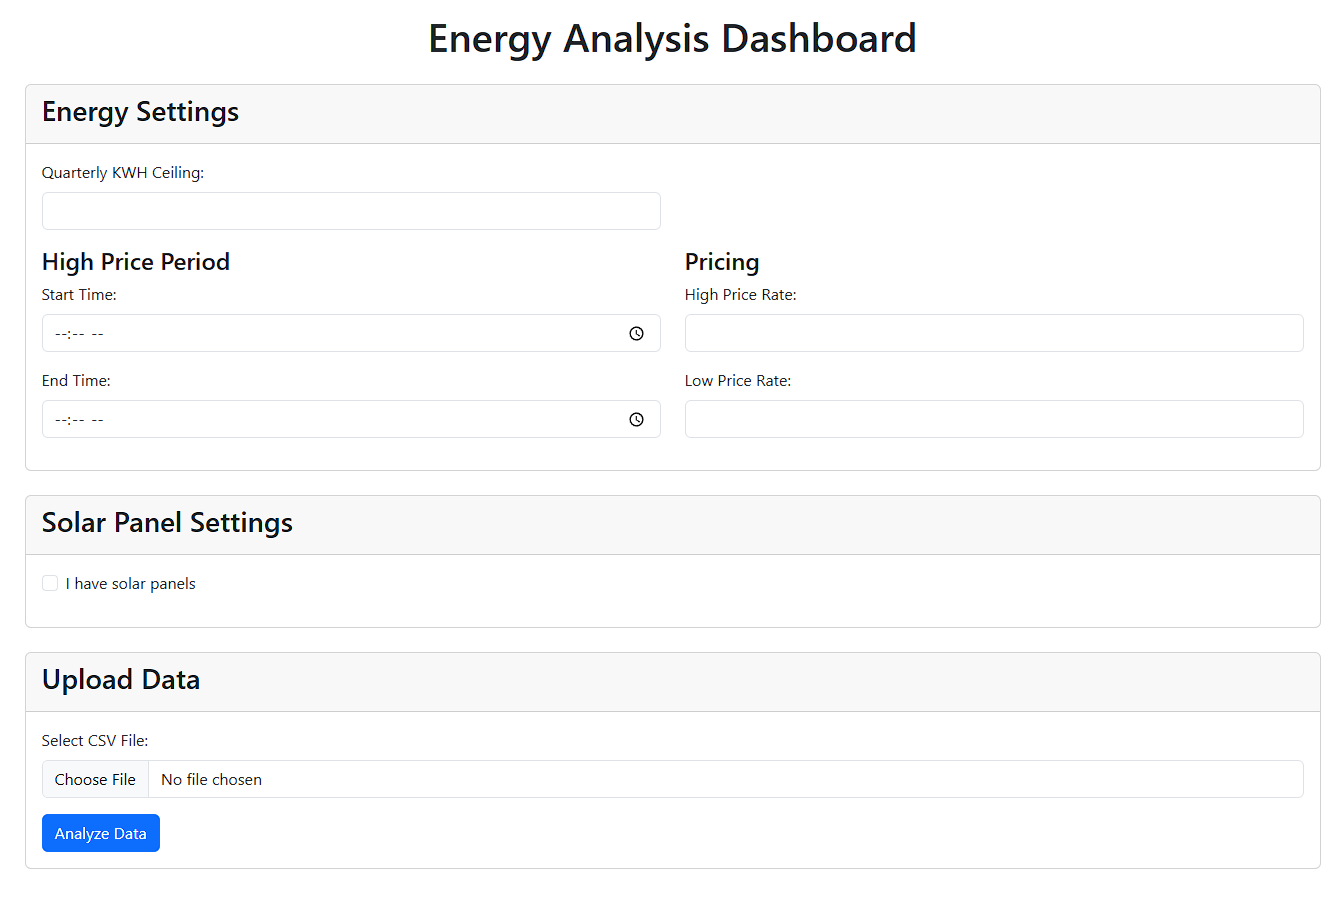 Energy Analysis Dashboard
Energy Settings
Quarterly KWH Ceiling:
High Price Period
Start Time:
--:-- --
End Time:
--:-- --
Pricing
High Price Rate:
Low Price Rate:
Solar Panel Settings
I have solar panels
Upload Data
Select CSV File:
Choose File No file chosen
Analyze Data